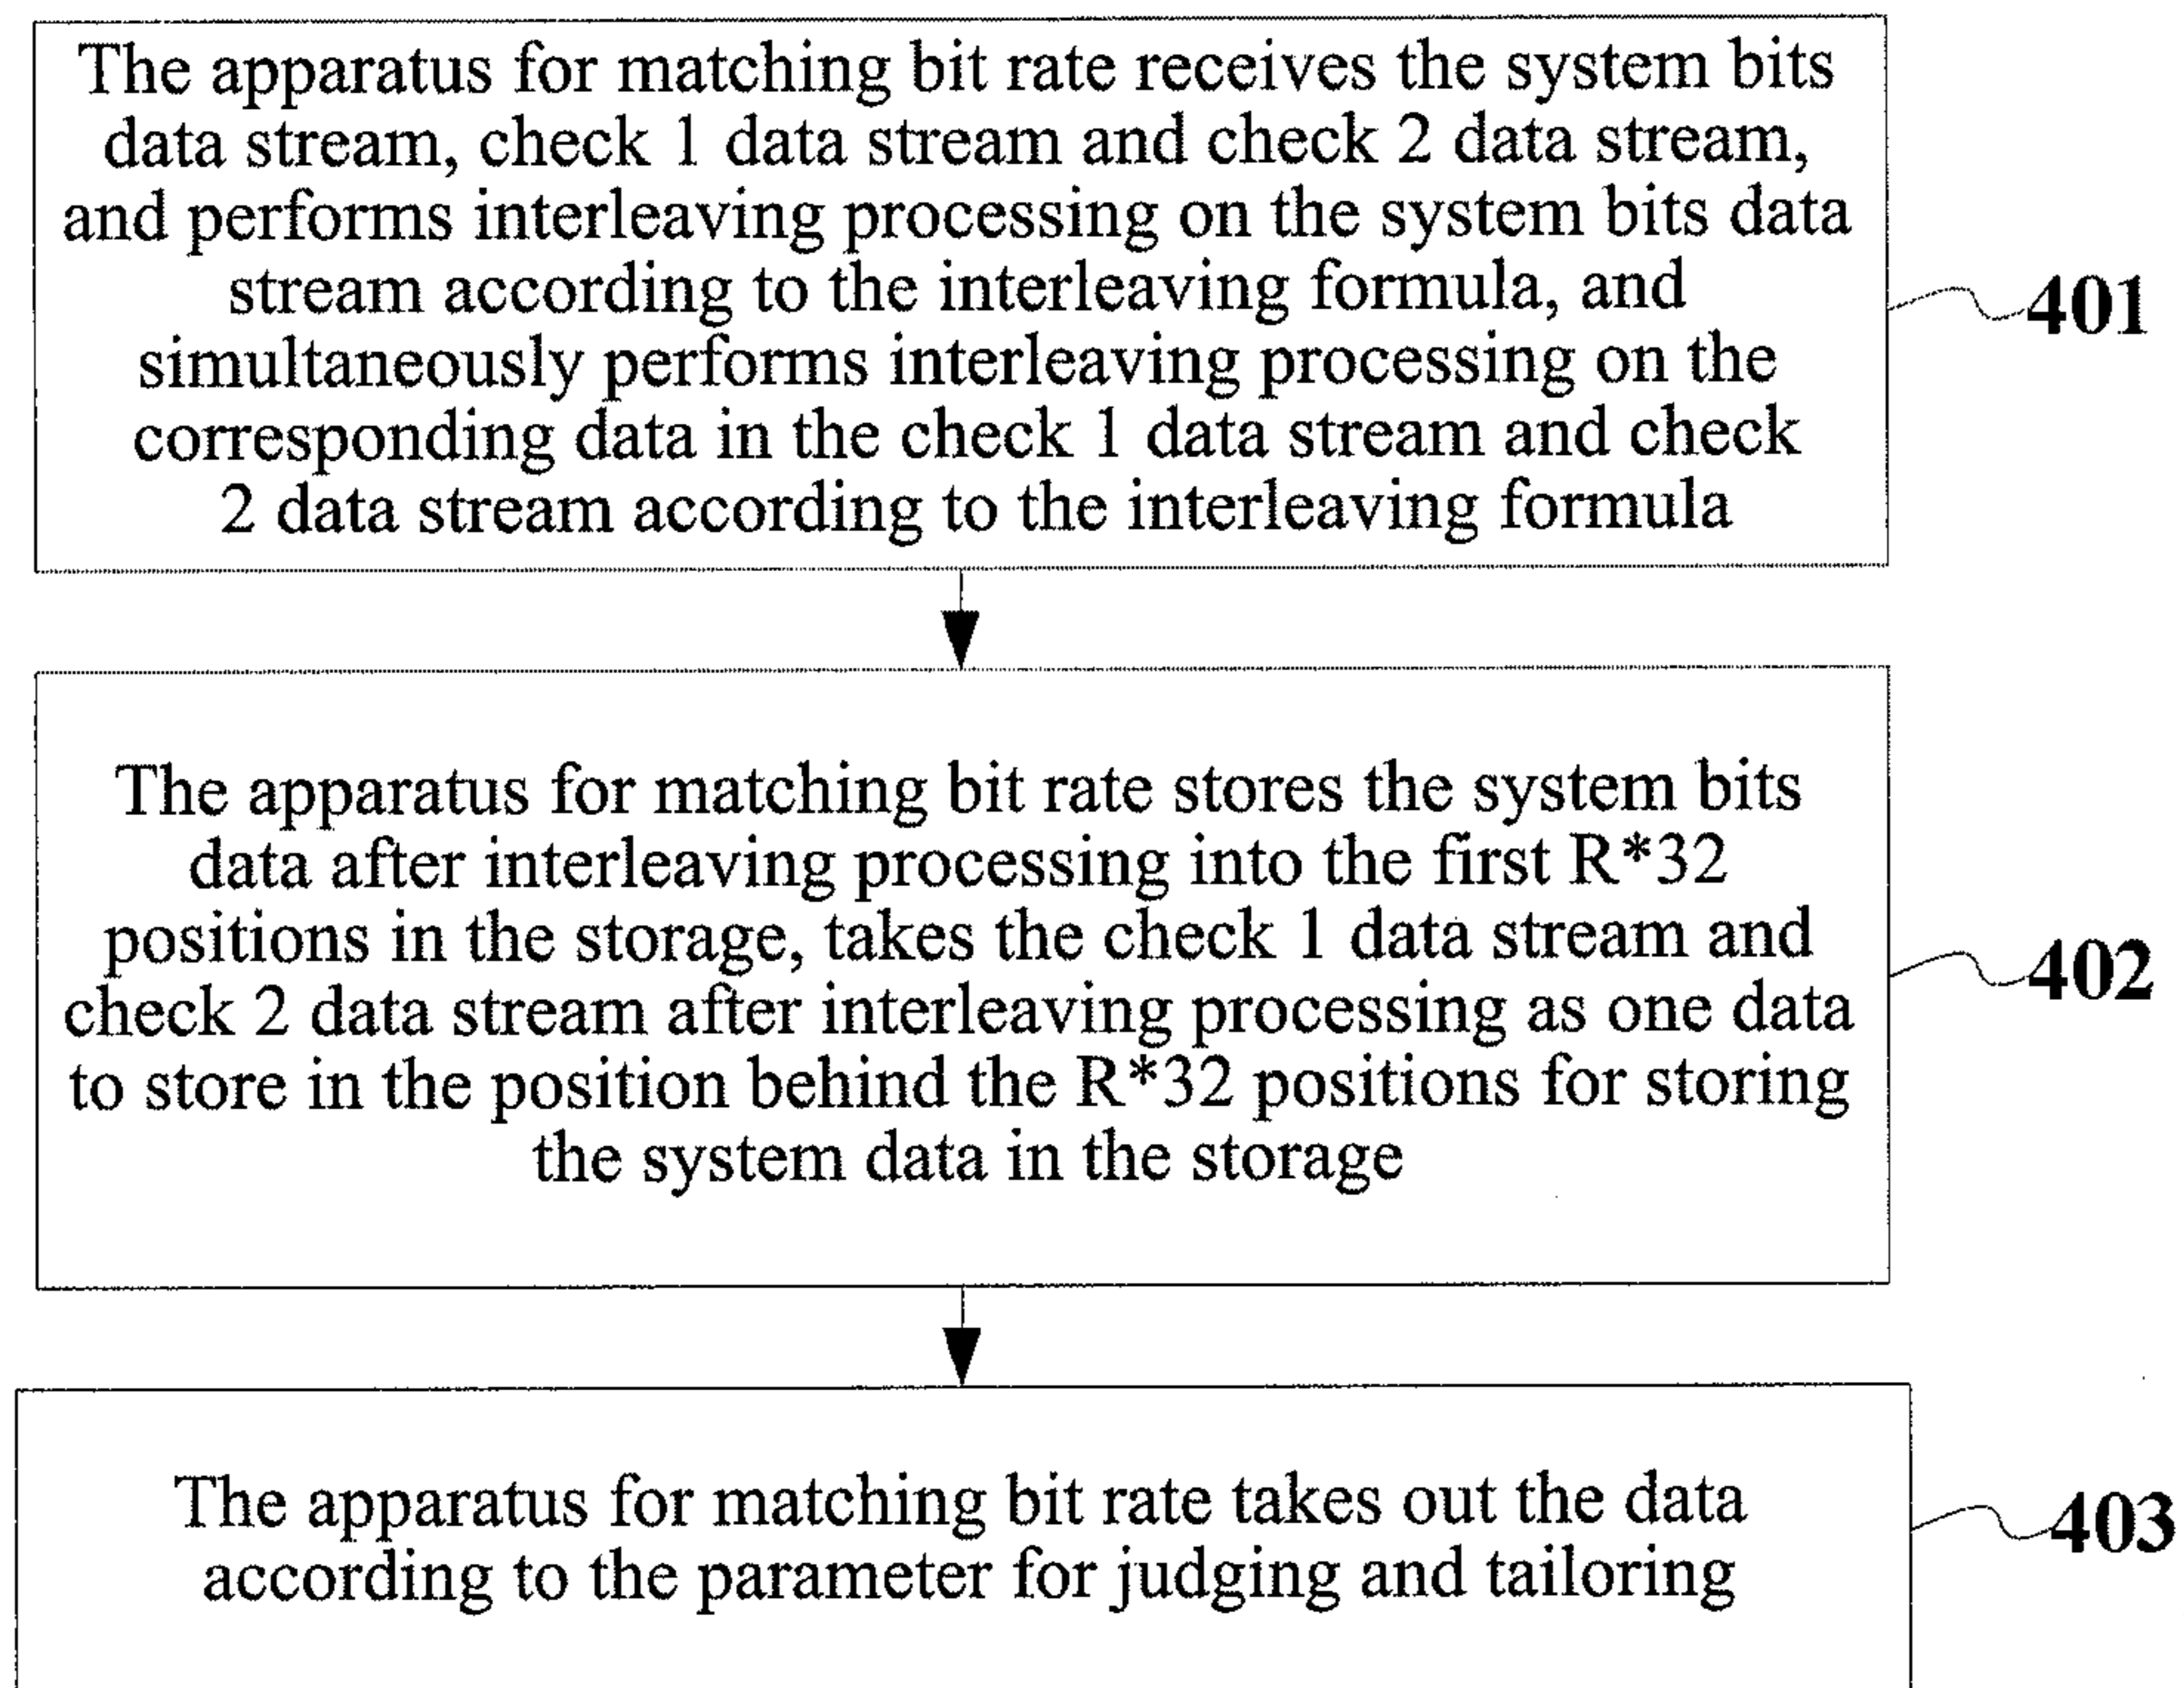 The apparatus for matching bit rate receives the system bits
data stream, check 1 data stream and check 2 data stream,
and performs interleaving processing on the system bits data
stream according to the interleaving formula, and
simultaneously performs interleaving processing on the
corresponding data in the check 1 data stream and check
2 data stream according to the interleaving formula
401
The apparatus for matching bit rate stores the system bits
data after interleaving processing into the first R*32
positions in the storage, takes the check 1 data stream and
check 2 data stream after interleaving processing as one data
to store in the position behind the R*32 positions for storing
the system data in the storage
402
The apparatus for matching bit rate takes out the data
according to the parameter for judging and tailoring
403